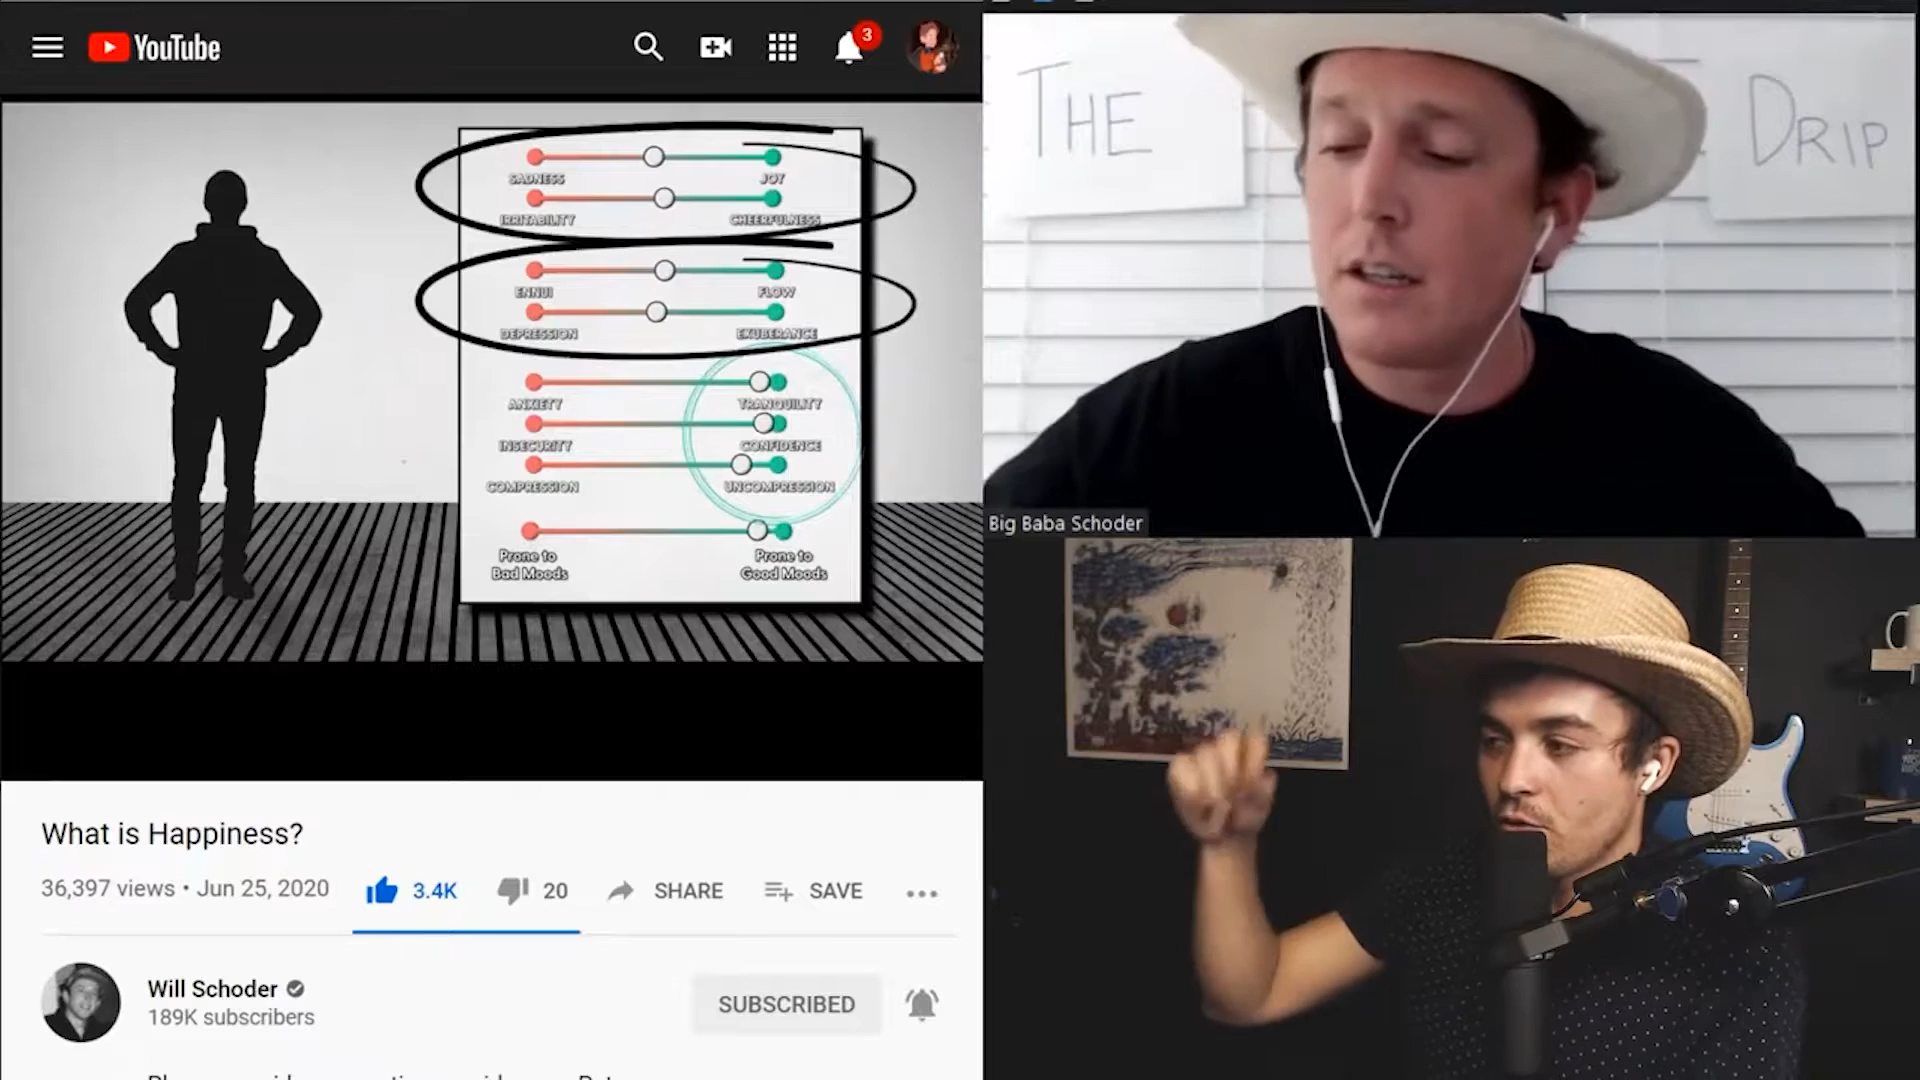 YouTube
3
SADNESS JOY
IRRITABILITY CHEERFULNESS
ENNUI FLOW
DEPRESSION EXUBERANCE
ANXIETY TRANQUILITY
INSECURITY CONFIDENCE
COMPRESSION UNCOMPRESSION
Prone to Bad Moods
Prone to Good Moods
What is Happiness?
36,397 views • Jun 25, 2020 3.4K 20 SHARE SAVE
Will Schoder
189K subscribers
SUBSCRIBED
THE DRIP
Big Baba Schoder